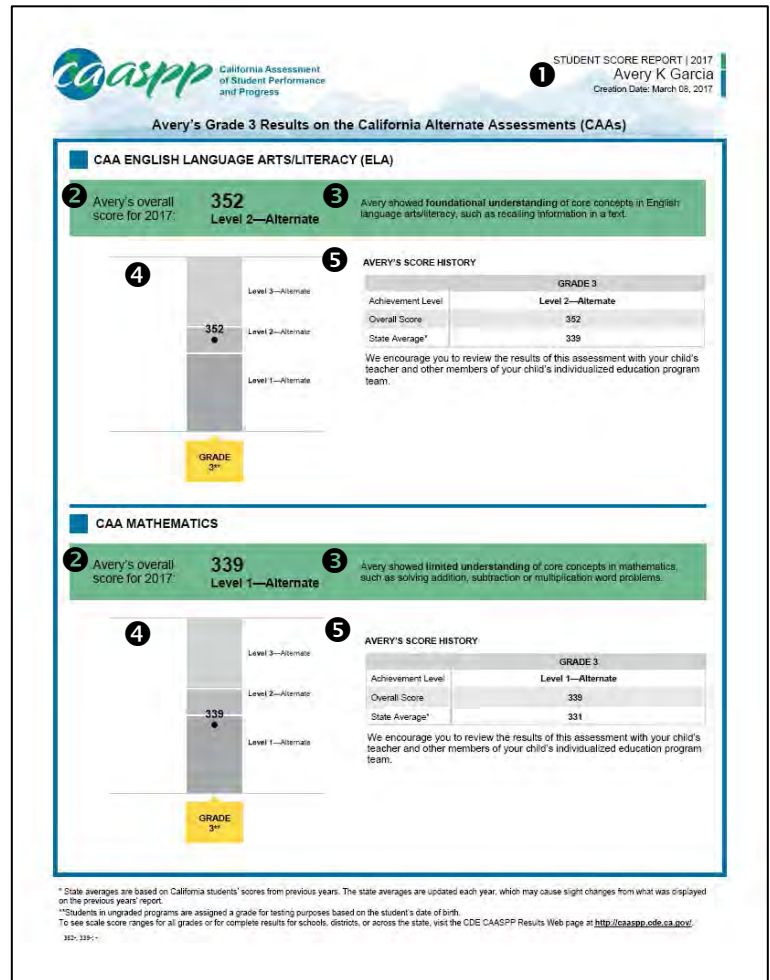 caaspp
California Assessment
of Student Performance
and Progress
❶
STUDENT SCORE REPORT | 2017
Avery K Garcia
Creation Date: March 08, 2017
Avery's Grade 3 Results on the California Alternate Assessments (CAAs)
CAA ENGLISH LANGUAGE ARTS/LITERACY (ELA)
❷
Avery's overall
score for 2017:
352
Level 2—Alternate
❸
Avery showed foundational understanding of core concepts in English
language arts/literacy, such as recalling information in a text.
❹
Level 3—Alternate
352
Level 2—Alternate
Level 1—Alternate
GRADE
3**
❺
AVERY'S SCORE HISTORY
GRADE 3
Achievement Level Level 2—Alternate
Overall Score 352
State Average* 339
We encourage you to review the results of this assessment with your child's
teacher and other members of your child's individualized education program
team.
CAA MATHEMATICS
❷
Avery's overall
score for 2017:
339
Level 1—Alternate
❸
Avery showed limited understanding of core concepts in mathematics,
such as solving addition, subtraction or multiplication word problems.
❹
Level 3—Alternate
Level 2—Alternate
339
Level 1—Alternate
GRADE
3**
❺
AVERY'S SCORE HISTORY
GRADE 3
Achievement Level Level 1—Alternate
Overall Score 339
State Average* 331
We encourage you to review the results of this assessment with your child's
teacher and other members of your child's individualized education program
team.
* State averages are based on California students' scores from previous years. The state averages are updated each year, which may cause slight changes from what was displayed
on the previous years' report.
**Students in ungraded programs are assigned a grade for testing purposes based on the student's date of birth.
To see scale score ranges for all grades or for complete results for schools, districts, or across the state, visit the CDE CAASPP Results Web page at http://caaspp.cde.ca.gov/.